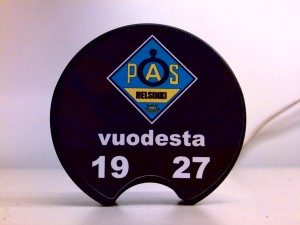 PAS
HELSINKI
vuodesta
19 27